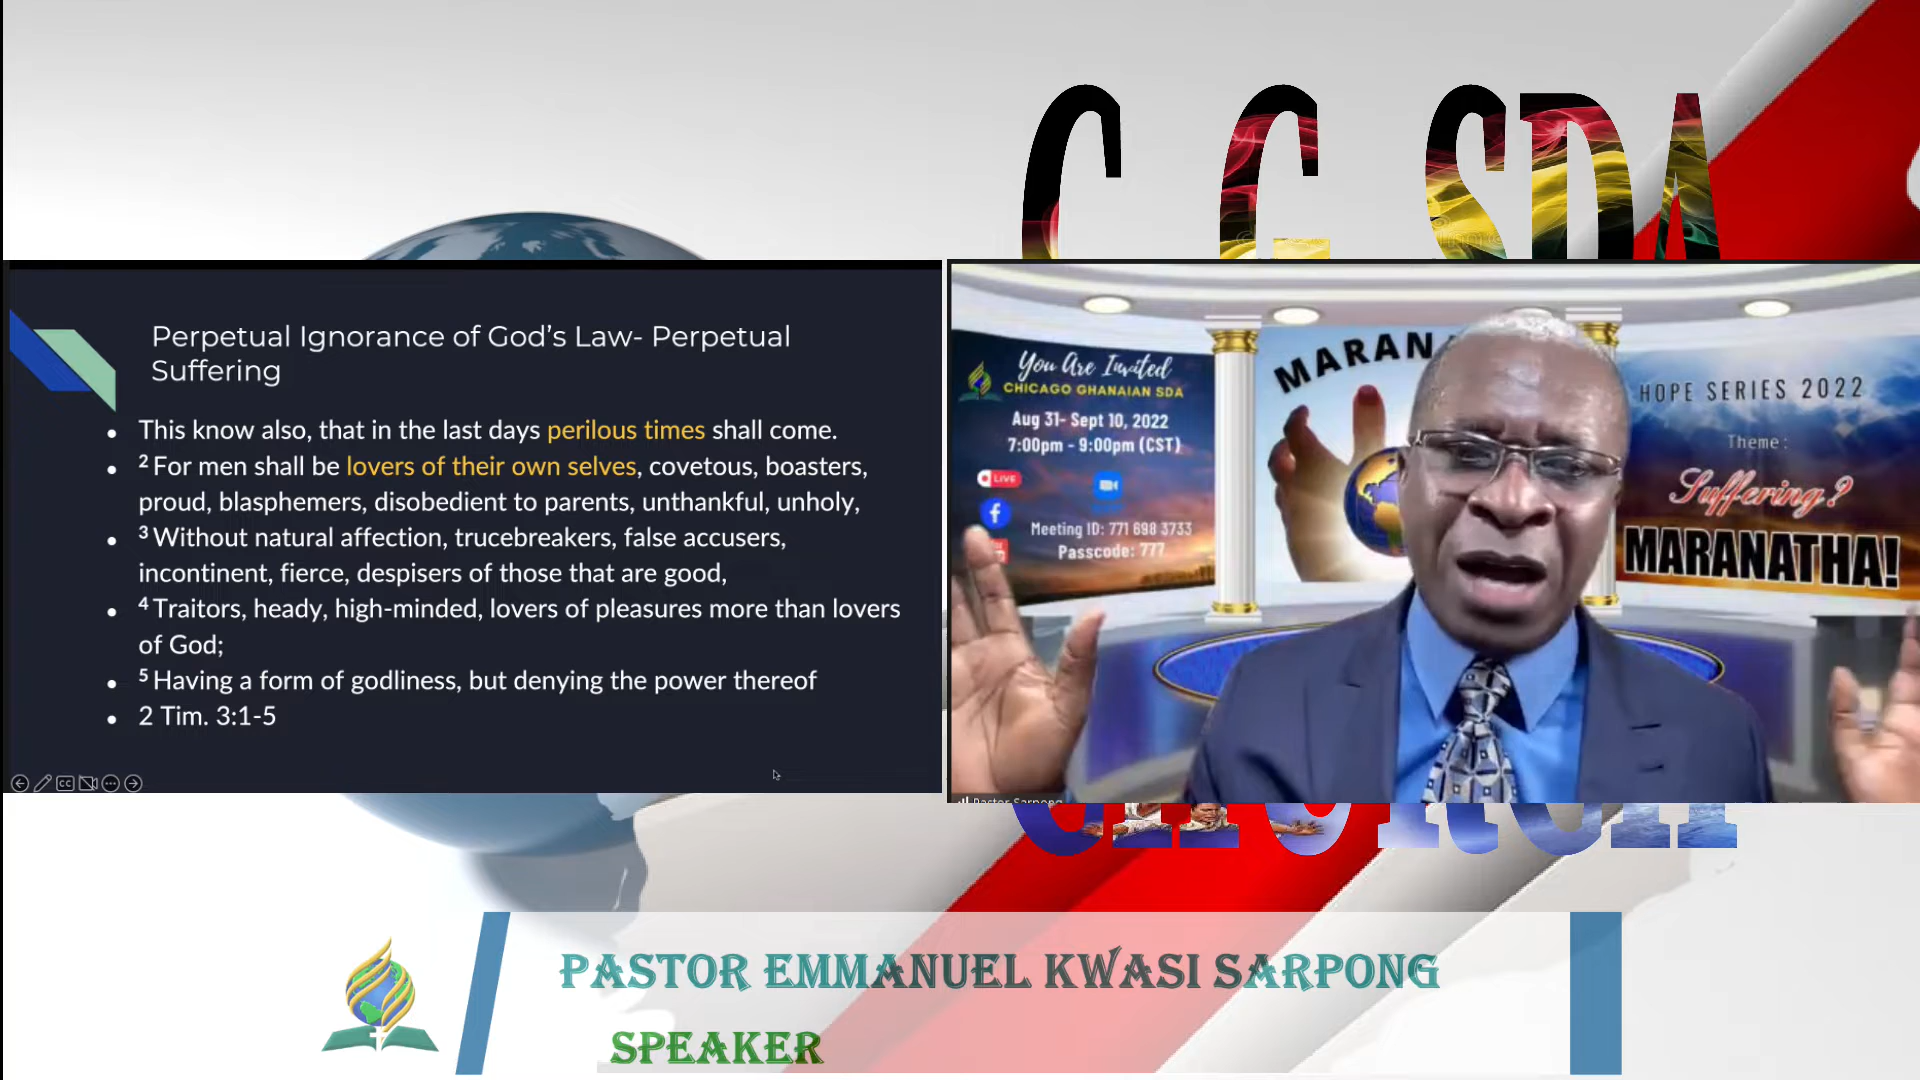 C G SDA
Perpetual Ignorance of God's Law- Perpetual
Suffering
● This know also, that in the last days perilous times shall come.
● 2 For men shall be lovers of their own selves, covetous, boasters,
proud, blasphemers, disobedient to parents, unthankful, unholy,
● 3 Without natural affection, trucebreakers, false accusers,
incontinent, fierce, despisers of those that are good,
● 4 Traitors, heady, high-minded, lovers of pleasures more than lovers
of God;
● 5 Having a form of godliness, but denying the power thereof
● 2 Tim. 3:1-5
CC
You Are Invited
CHICAGO GHANAIAN SDA
Aug 31- Sept 10, 2022
7:00pm - 9:00pm (CST)
LIVE
f
Meeting ID: 771 698 3733
Passcode: 777
MARAN
HOPE SERIES 2022
Theme :
Suffering?
MARANATHA!
Pastor Sarpong
PASTOR EMMANUEL KWASI SARPONG
SPEAKER